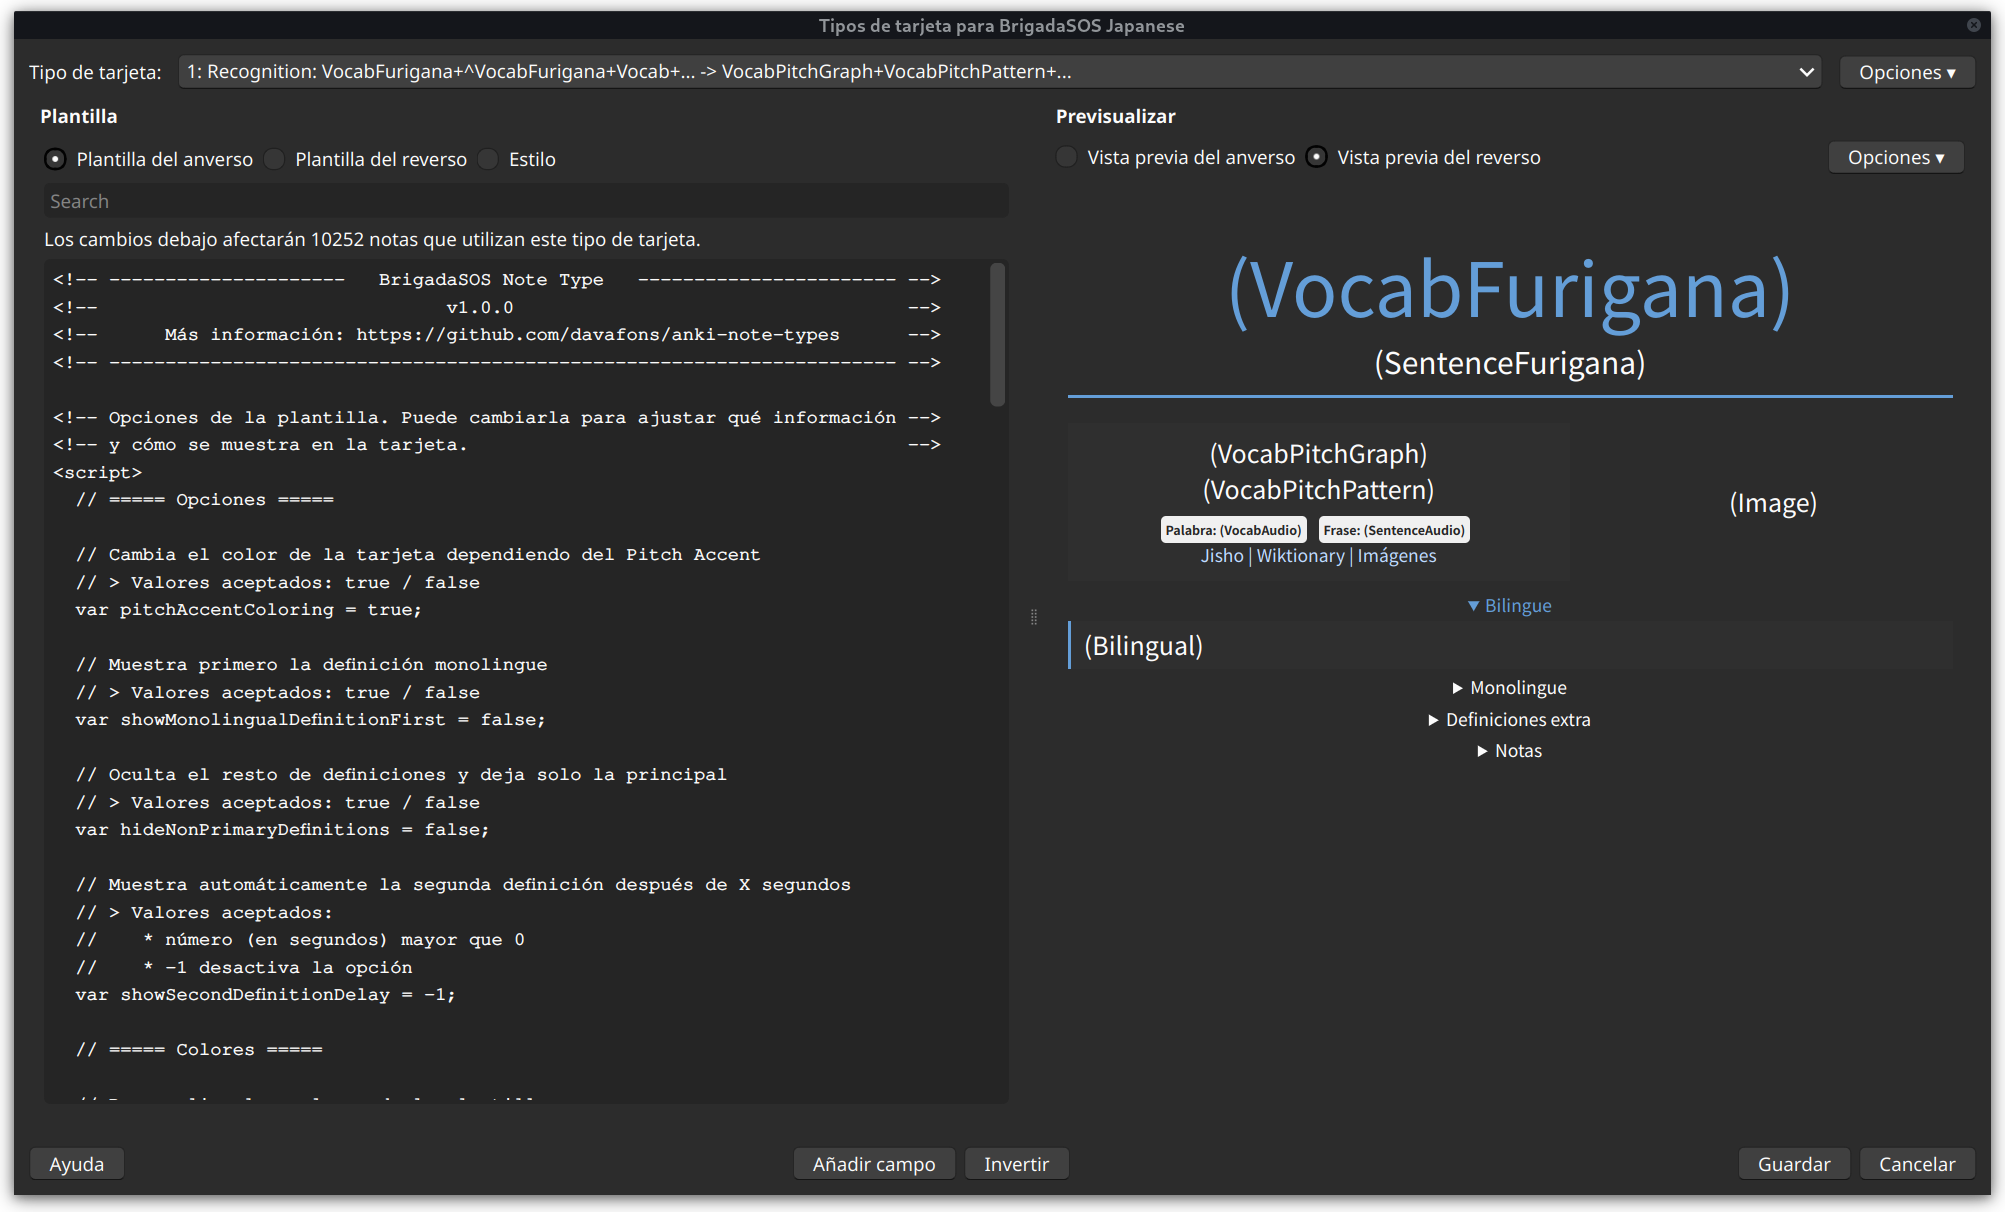 Tipos de tarjeta para BrigadaSOS Japanese
Tipo de tarjeta: 1: Recognition: VocabFurigana+^VocabFurigana+Vocab+... -> VocabPitchGraph+VocabPitchPattern+... Opciones ▾
Plantilla
Plantilla del anverso Plantilla del reverso Estilo
Search
Los cambios debajo afectarán 10252 notas que utilizan este tipo de tarjeta.
<!-- --------------------- BrigadaSOS Note Type ----------------------- -->
<!-- v1.0.0 -->
<!-- Más información: https://github.com/davafons/anki-note-types -->
<!-- ---------------------------------------------------------------------- -->
<!-- Opciones de la plantilla. Puede cambiarla para ajustar qué información -->
<!-- y cómo se muestra en la tarjeta. -->
<script>
// ===== Opciones =====
// Cambia el color de la tarjeta dependiendo del Pitch Accent
// > Valores aceptados: true / false
var pitchAccentColoring = true;
// Muestra primero la definición monolingue
// > Valores aceptados: true / false
var showMonolingualDefinitionFirst = false;
// Oculta el resto de definiciones y deja solo la principal
// > Valores aceptados: true / false
var hideNonPrimaryDefinitions = false;
// Muestra automáticamente la segunda definición después de X segundos
// > Valores aceptados:
// * número (en segundos) mayor que 0
// * -1 desactiva la opción
var showSecondDefinitionDelay = -1;
// ===== Colores =====
Previsualizar
Vista previa del anverso Vista previa del reverso Opciones ▾
(VocabFurigana)
(SentenceFurigana)
(VocabPitchGraph)
(VocabPitchPattern)
Palabra: (VocabAudio) Frase: (SentenceAudio)
Jisho | Wiktionary | Imágenes
(Image)
▼ Bilingue
(Bilingual)
▶ Monolingue
▶ Definiciones extra
▶ Notas
Ayuda Añadir campo Invertir Guardar Cancelar